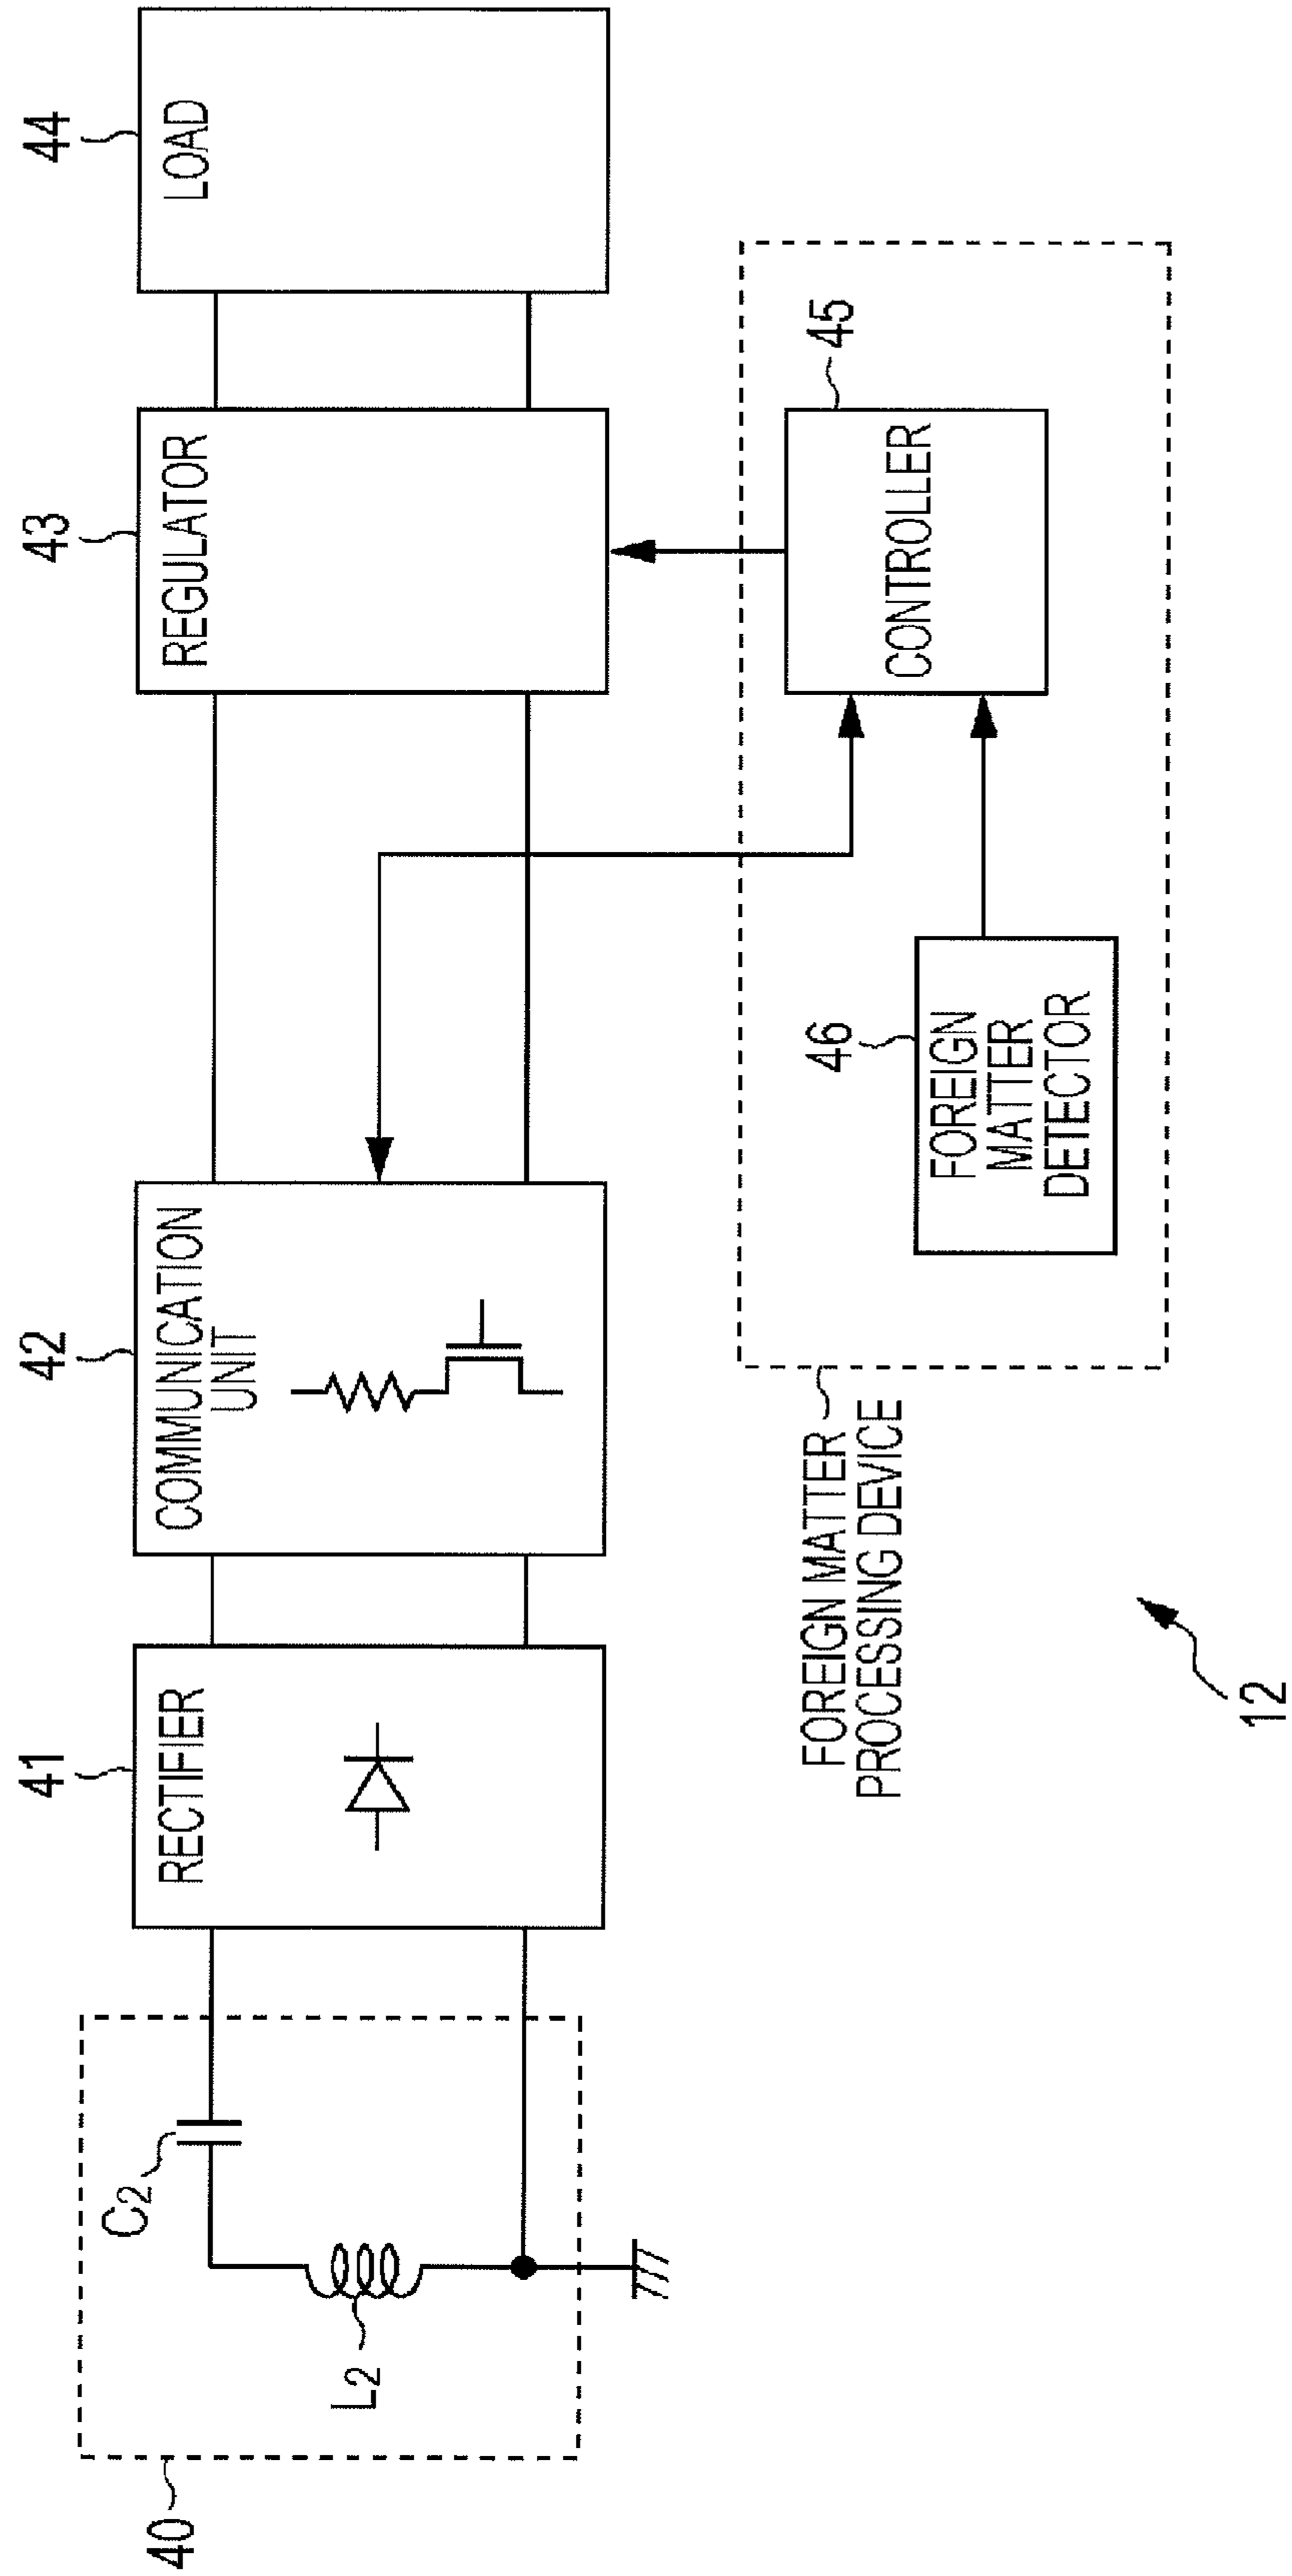 40
L2
C2
41
RECTIFIER
42
COMMUNICATION
UNIT
43
REGULATOR
44
LOAD
FOREIGN MATTER
PROCESSING DEVICE
46
FOREIGN
MATTER
DETECTOR
45
CONTROLLER
12